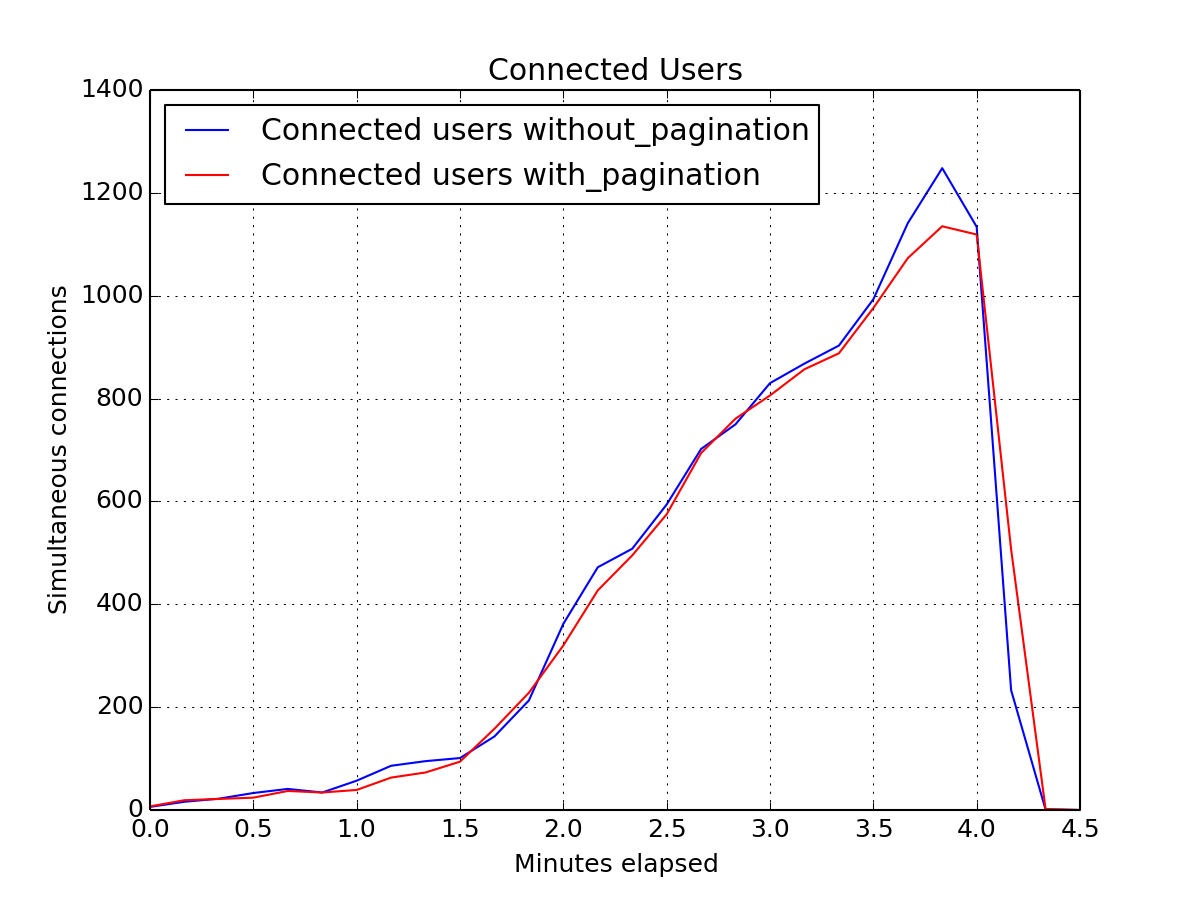 Connected Users
1400
1200
1000
800
600
400
200
0
Connected users without_pagination
Connected users with_pagination
Simultaneous connections
0.0 0.5 1.0 1.5 2.0 2.5 3.0 3.5 4.0 4.5
Minutes elapsed